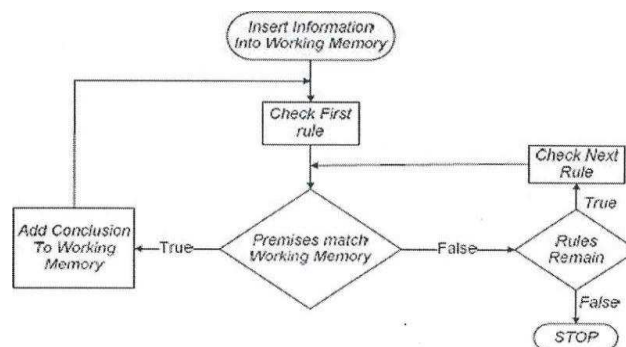 Insert Information
Into Working Memory
Check First
rule
Check Next
Rule
True
Add Conclusion
To Working
Memory
True
Premises match
Working Memory
False
Rules
Remain
False
STOP